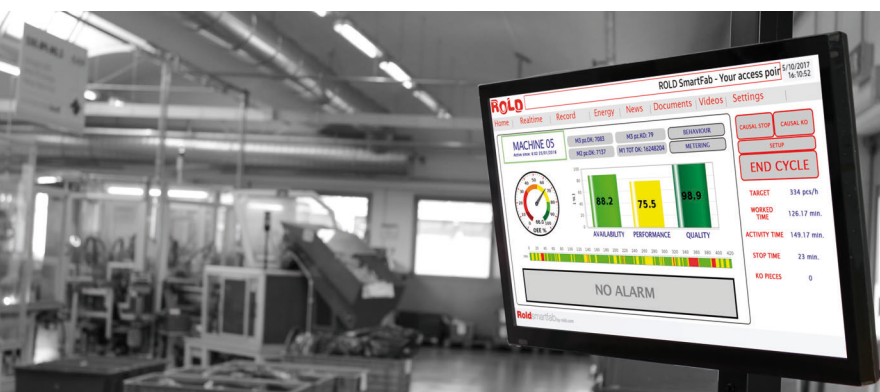 ROLD SmartFab - Your access poir
5/10/2017
16:10:52
ROLD
Home Realtime Record Energy News Documents Videos Settings
MACHINE 05
M3 pz.OK: 7083
M3 pz.KO: 79
BEHAVIOUR
M2 pz.OK: 7137
M1 TOT OK: 16248204
METERING
CAUSAL STOP
CAUSAL KO
SETUP
END CYCLE
88.2
75.5
98.9
AVAILABILITY PERFORMANCE QUALITY
OEE %
TARGET 334 pcs/h
WORKED TIME 126.17 min.
ACTIVITY TIME 149.17 min.
STOP TIME 23 min.
KO PIECES 0
NO ALARM
Roldsmartfab